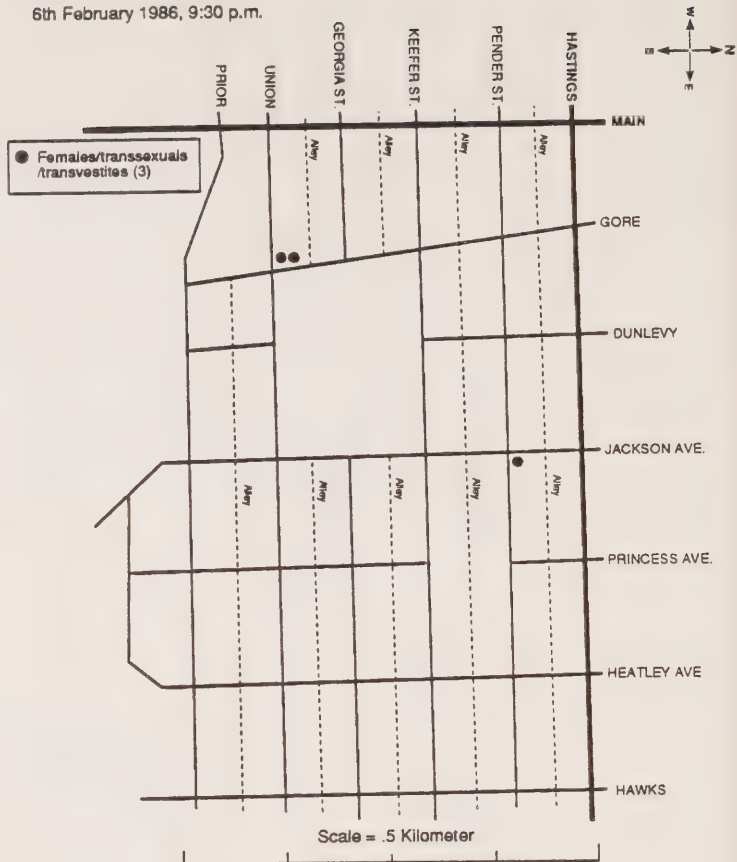 6th February 1986, 9:30 p.m.
W
N
E
PRIOR
UNION
GEORGIA ST.
KEEFER ST.
PENDER ST.
HASTINGS
MAIN
Females/transsexuals
/transvestites (3)
Alley
Alley
Alley
Alley
GORE
DUNLEVY
JACKSON AVE.
Alley
Alley
Alley
Alley
Alley
PRINCESS AVE.
HEATLEY AVE
HAWKS
Scale = .5 Kilometer